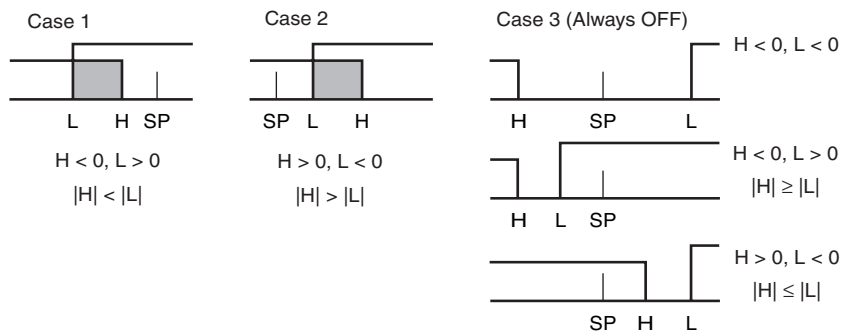 Case 1
L H SP
H < 0, L > 0
|H| < |L|
Case 2
SP L H
H > 0, L < 0
|H| > |L|
Case 3 (Always OFF)
H < 0, L < 0
H SP L
H < 0, L > 0
|H| ≥ |L|
H L SP
H > 0, L < 0
|H| ≤ |L|
SP H L